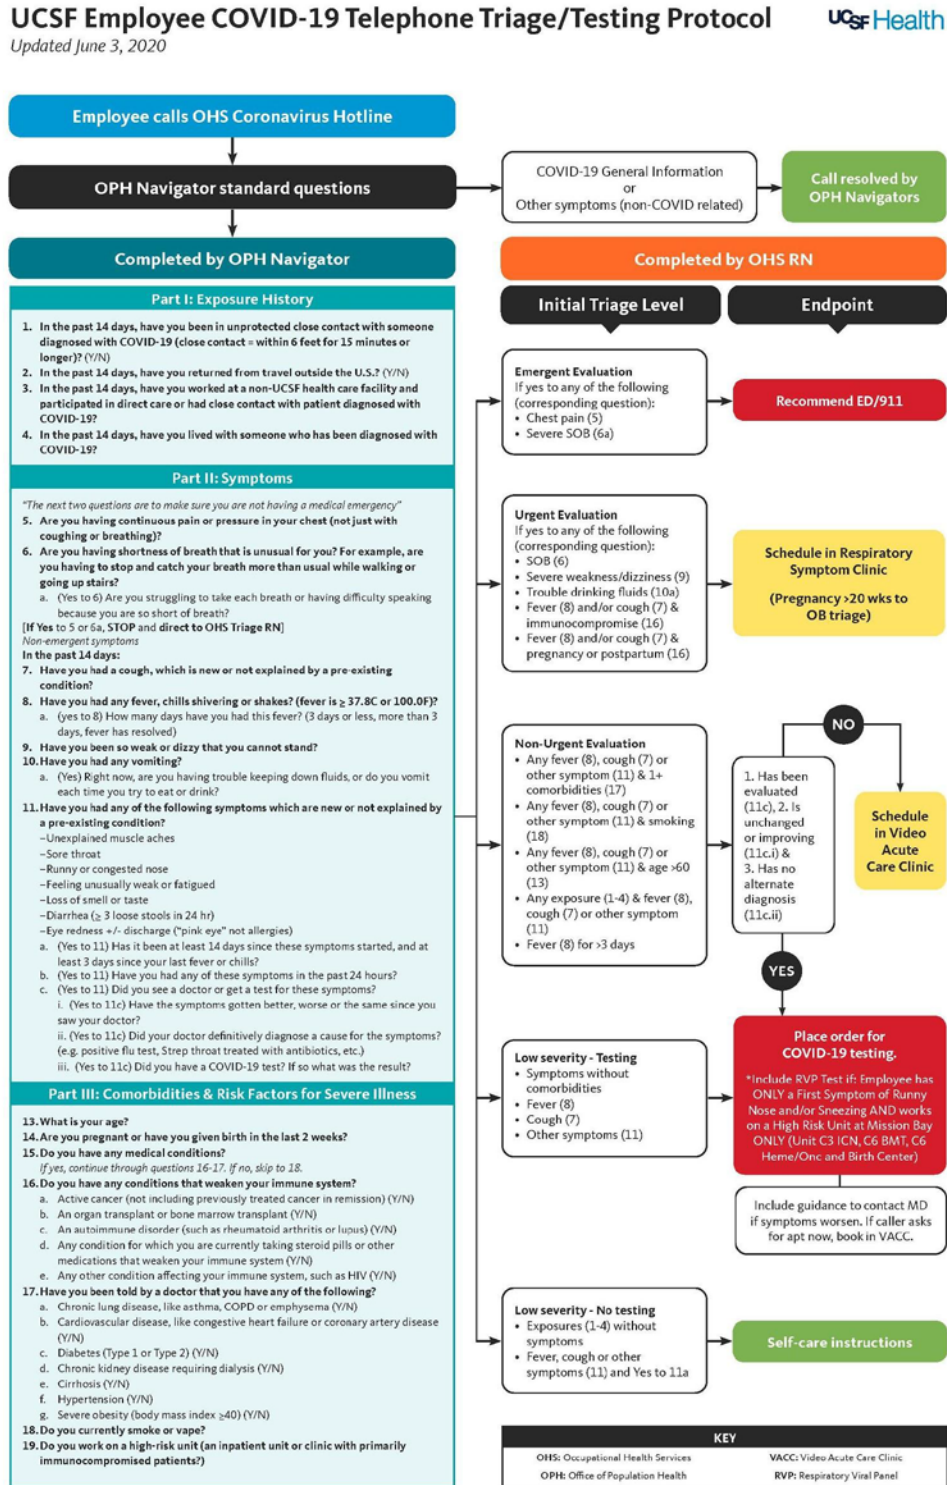 UCSF Employee COVID-19 Telephone Triage/Testing Protocol
UCSF Health
Updated June 3, 2020
Employee calls OHS Coronavirus Hotline
OPH Navigator standard questions
COVID-19 General Information
or
Other symptoms (non-COVID related)
Call resolved by
OPH Navigators
Completed by OPH Navigator
Part I: Exposure History
1. In the past 14 days, have you been in unprotected close contact with someone
diagnosed with COVID-19 (close contact = within 6 feet for 15 minutes or
longer)? (Y/N)
2. In the past 14 days, have you returned from travel outside the U.S.? (Y/N)
3. In the past 14 days, have you worked at a non-UCSF health care facility and
participated in direct care or had close contact with patient diagnosed with
COVID-19?
4. In the past 14 days, have you lived with someone who has been diagnosed with
COVID-19?
Part II: Symptoms
"The next two questions are to make sure you are not having a medical emergency"
5. Are you having continuous pain or pressure in your chest (not just with
coughing or breathing)?
6. Are you having shortness of breath that is unusual for you? For example, are
you having to stop and catch your breath more than usual while walking or
going up stairs?
a. (Yes to 6) Are you struggling to take each breath or having difficulty speaking
because you are so short of breath?
[If Yes to 5 or 6a, STOP and direct to OHS Triage RN]
Non-emergent symptoms
In the past 14 days:
7. Have you had a cough, which is new or not explained by a pre-existing
condition?
8. Have you had any fever, chills shivering or shakes? (fever is ≥ 37.8C or 100.0F)?
a. (yes to 8) How many days have you had this fever? (3 days or less, more than 3
days, fever has resolved)
9. Have you been so weak or dizzy that you cannot stand?
10. Have you had any vomiting?
a. (Yes) Right now, are you having trouble keeping down fluids, or do you vomit
each time you try to eat or drink?
11. Have you had any of the following symptoms which are new or not explained by
a pre-existing condition?
–Unexplained muscle aches
–Sore throat
–Runny or congested nose
–Feeling unusually weak or fatigued
–Loss of smell or taste
–Diarrhea (≥ 3 loose stools in 24 hr)
–Eye redness +/- discharge ("pink eye" not allergies)
a. (Yes to 11) Has it been at least 14 days since these symptoms started, and at
least 3 days since your last fever or chills?
b. (Yes to 11) Have you had any of these symptoms in the past 24 hours?
c. (Yes to 11) Did you see a doctor or get a test for these symptoms?
i. (Yes to 11c) Have the symptoms gotten better, worse or the same since you
saw your doctor?
ii. (Yes to 11c) Did your doctor definitively diagnose a cause for the symptoms?
(e.g. positive flu test, Strep throat treated with antibiotics, etc.)
iii. (Yes to 11c) Did you have a COVID-19 test? If so what was the result?
Part III: Comorbidities & Risk Factors for Severe Illness
13. What is your age?
14. Are you pregnant or have you given birth in the last 2 weeks?
15. Do you have any medical conditions?
If yes, continue through questions 16-17. If no, skip to 18.
16. Do you have any conditions that weaken your immune system?
a. Active cancer (not including previously treated cancer in remission) (Y/N)
b. An organ transplant or bone marrow transplant (Y/N)
c. An autoimmune disorder (such as rheumatoid arthritis or lupus) (Y/N)
d. Any condition for which you are currently taking steroid pills or other
medications that weaken your immune system (Y/N)
e. Any other condition affecting your immune system, such as HIV (Y/N)
17. Have you been told by a doctor that you have any of the following?
a. Chronic lung disease, like asthma, COPD or emphysema (Y/N)
b. Cardiovascular disease, like congestive heart failure or coronary artery disease
(Y/N)
c. Diabetes (Type 1 or Type 2) (Y/N)
d. Chronic kidney disease requiring dialysis (Y/N)
e. Cirrhosis (Y/N)
f. Hypertension (Y/N)
g. Severe obesity (body mass index ≥40) (Y/N)
18. Do you currently smoke or vape?
19. Do you work on a high-risk unit (an inpatient unit or clinic with primarily
immunocompromised patients?)
Completed by OHS RN
Initial Triage Level
Endpoint
Emergent Evaluation
If yes to any of the following
(corresponding question):
• Chest pain (5)
• Severe SOB (6a)
Recommend ED/911
Urgent Evaluation
If yes to any of the following
(corresponding question):
• SOB (6)
• Severe weakness/dizziness (9)
• Trouble drinking fluids (10a)
• Fever (8) and/or cough (7) &
immunocompromise (16)
• Fever (8) and/or cough (7) &
pregnancy or postpartum (16)
Schedule in Respiratory
Symptom Clinic
(Pregnancy >20 wks to
OB triage)
Non-Urgent Evaluation
• Any fever (8), cough (7) or
other symptom (11) & 1+
comorbidities (17)
• Any fever (8), cough (7) or
other symptom (11) & smoking
(18)
• Any fever (8), cough (7) or
other symptom (11) & age >60
(13)
• Any exposure (1-4) & fever (8),
cough (7) or other symptom
(11)
• Fever (8) for >3 days
NO
1. Has been
evaluated
(11c), 2. Is
unchanged
or improving
(11c.i) &
3. Has no
alternate
diagnosis
(11c.ii)
Schedule
in Video
Acute
Care Clinic
YES
Low severity - Testing
• Symptoms without
comorbidities
• Fever (8)
• Cough (7)
• Other symptoms (11)
Place order for
COVID-19 testing.
*Include RVP Test if: Employee has
ONLY a First Symptom of Runny
Nose and/or Sneezing AND works
on a High Risk Unit at Mission Bay
ONLY (Unit C3 ICN, C6 BMT, C6
Heme/Onc and Birth Center)
Include guidance to contact MD
if symptoms worsen. If caller asks
for apt now, book in VACC.
Low severity - No testing
• Exposures (1-4) without
symptoms
• Fever, cough or other
symptoms (11) and Yes to 11a
Self-care instructions
KEY
OHS: Occupational Health Services
VACC: Video Acute Care Clinic
OPH: Office of Population Health
RVP: Respiratory Viral Panel